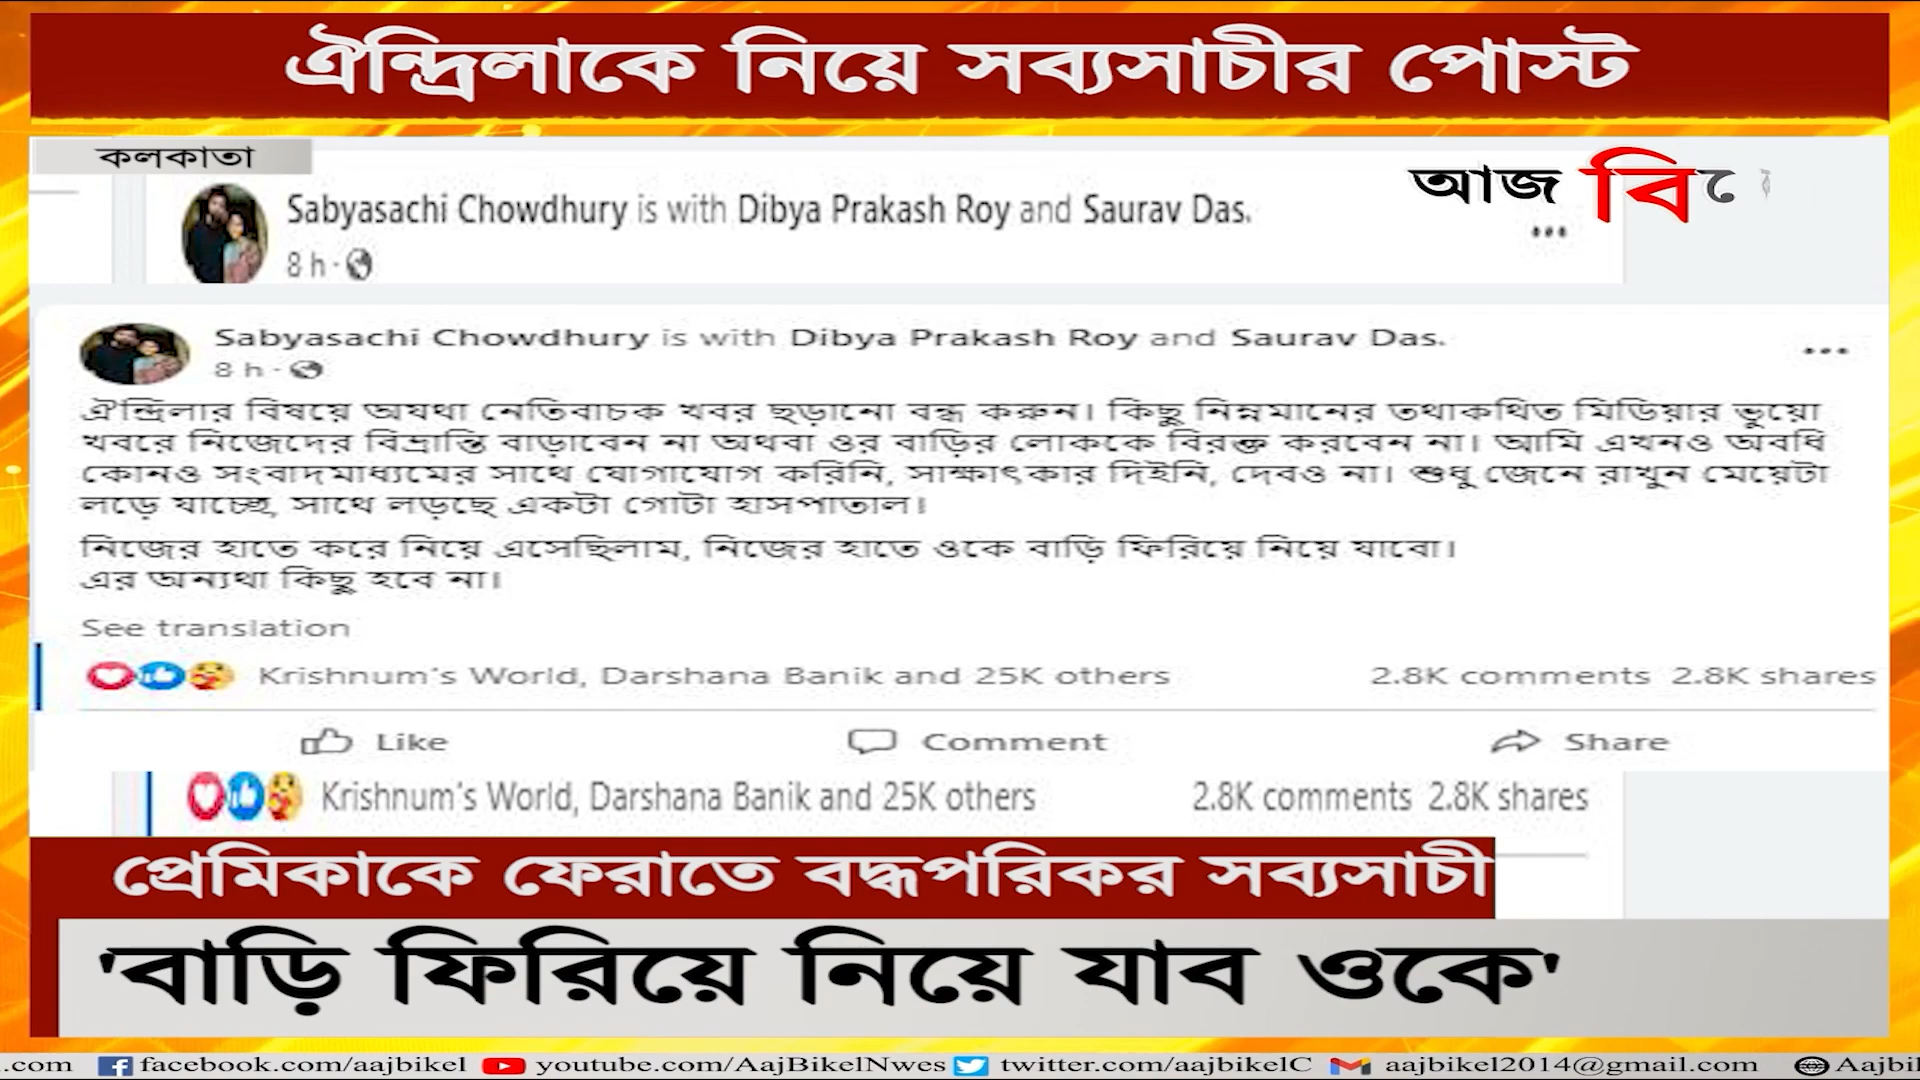 ঐন্দ্রিলাকে নিয়ে সব্যসাচীর পোস্ট
কলকাতা
আজ বি
Sabyasachi Chowdhury is with Dibya Prakash Roy and Saurav Das.
8 h ·
Sabyasachi Chowdhury is with Dibya Prakash Roy and Saurav Das.
8 h ·
ঐন্দ্রিলার বিষয়ে অযথা নেতিবাচক খবর ছড়ানো বন্ধ করুন। কিছু নিম্নমানের তথাকথিত মিডিয়ার ভুয়ো
খবরে নিজেদের বিভ্রান্তি বাড়াবেন না অথবা ওর বাড়ির লোককে বিরক্ত করবেন না। আমি এখনও অবধি
কোনও সংবাদমাধ্যমের সাথে যোগাযোগ করিনি, সাক্ষাৎকার দিইনি, দেবও না। শুধু জেনে রাখুন মেয়েটা
লড়ে যাচ্ছে, সাথে লড়ছে একটা গোটা হাসপাতাল।
নিজের হাতে করে নিয়ে এসেছিলাম, নিজের হাতে ওকে বাড়ি ফিরিয়ে নিয়ে যাবো।
এর অন্যথা কিছু হবে না।
See translation
Krishnum's World, Darshana Banik and 25K others 2.8K comments 2.8K shares
Like Comment Share
Krishnum's World, Darshana Banik and 25K others 2.8K comments 2.8K shares
প্রেমিকাকে ফেরাতে বদ্ধপরিকর সব্যসাচী
'বাড়ি ফিরিয়ে নিয়ে যাব ওকে'
.com facebook.com/aajbikel youtube.com/AajBikelNwes twitter.com/aajbikelC aajbikel2014@gmail.com Aajbil